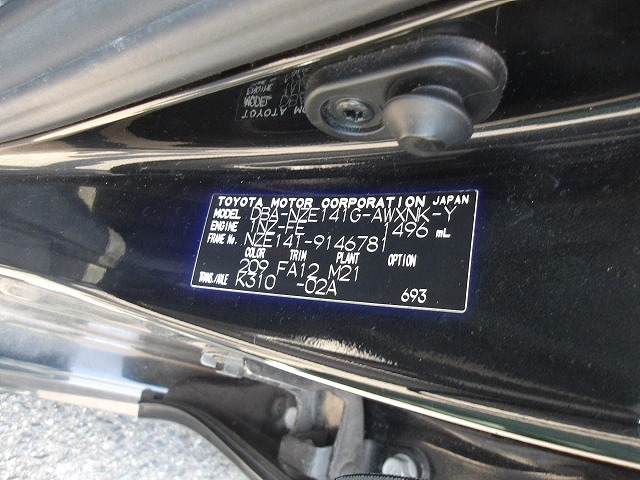 TOYOTA MOTOR CORPORATION JAPAN
MODEL DBA-NZE141G-AWXNK-Y
ENGINE 1NZ-FE 1496 mL
FRAME No. NZE141-9146781
COLOR TRIM PLANT OPTION
209 FA12 M21
TRANS./AXLE K310 -02A
693